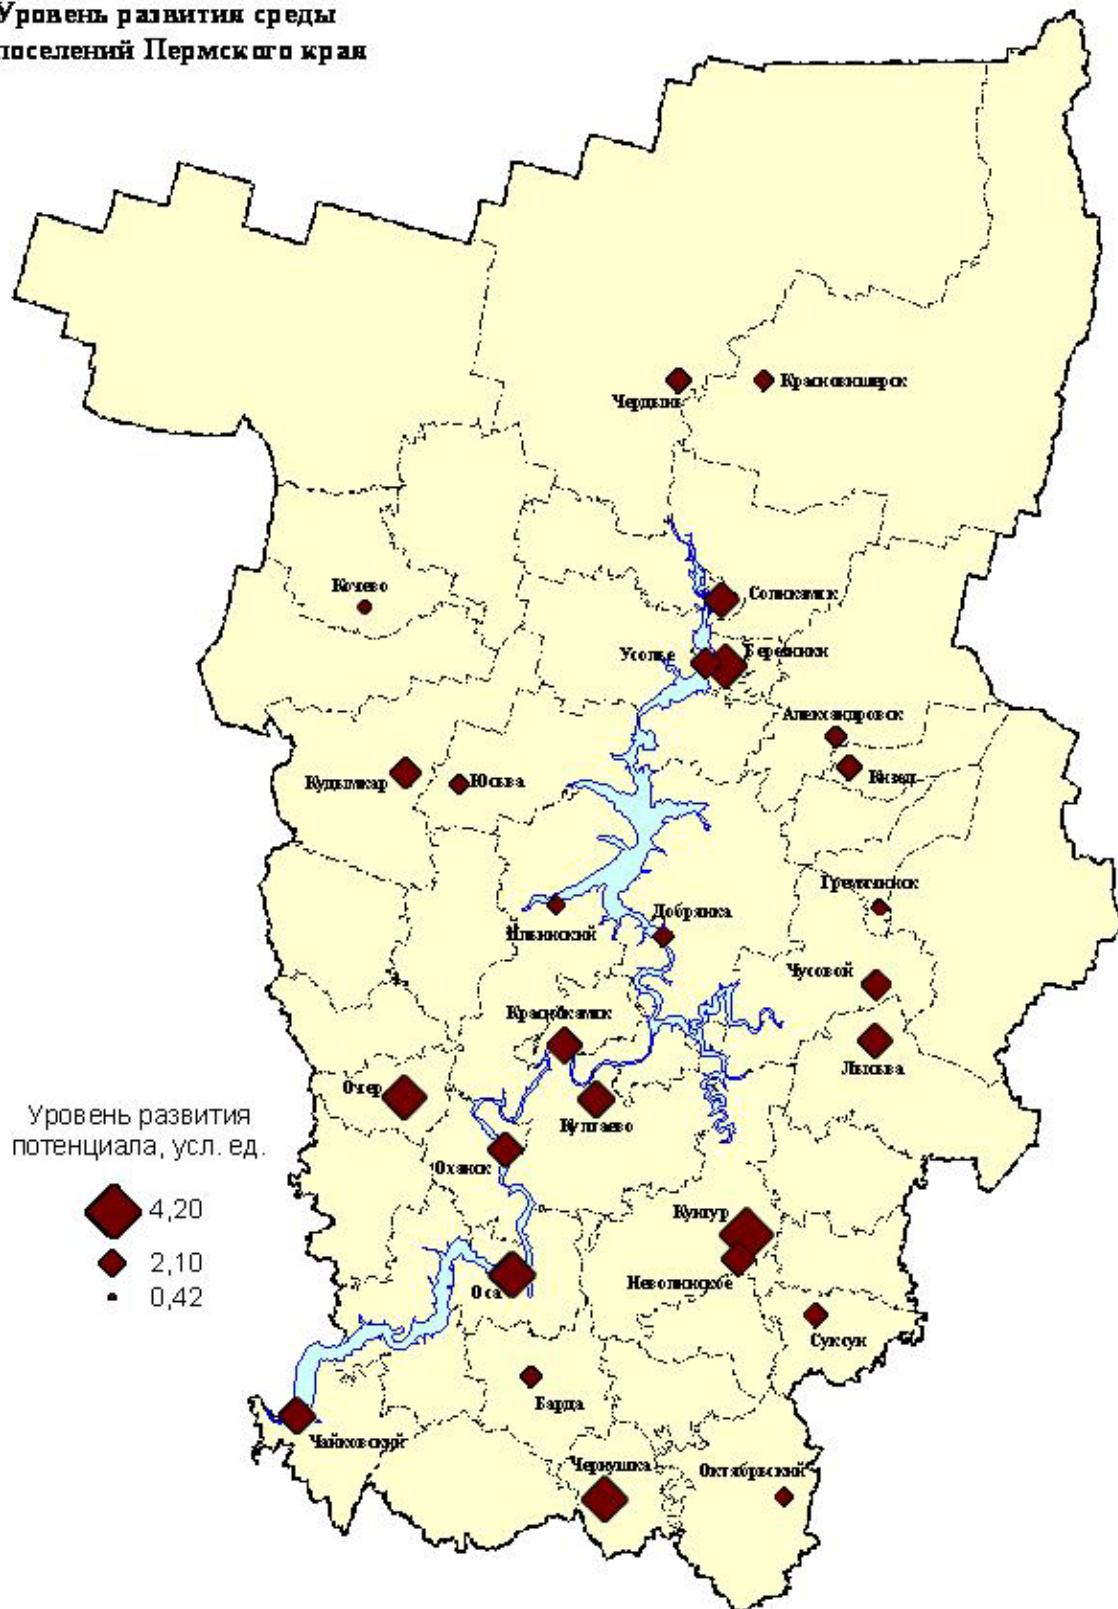 Уровень развития среды
поселений Пермского края
Чердынь
Красновишерск
Кочево
Соликамск
Усолье
Березники
Александровск
Кизел
Кудымкар
Юсьва
Гремячинск
Ильинский
Добрянка
Чусовой
Краснокамск
Лысьва
Очер
Култаево
Уровень развития
потенциала, усл. ед.
Оханск
4,20
Кунгур
2,10
Неволинское
0,42
Оса
Суксун
Барда
Чайковский
Чернушка
Октябрьский